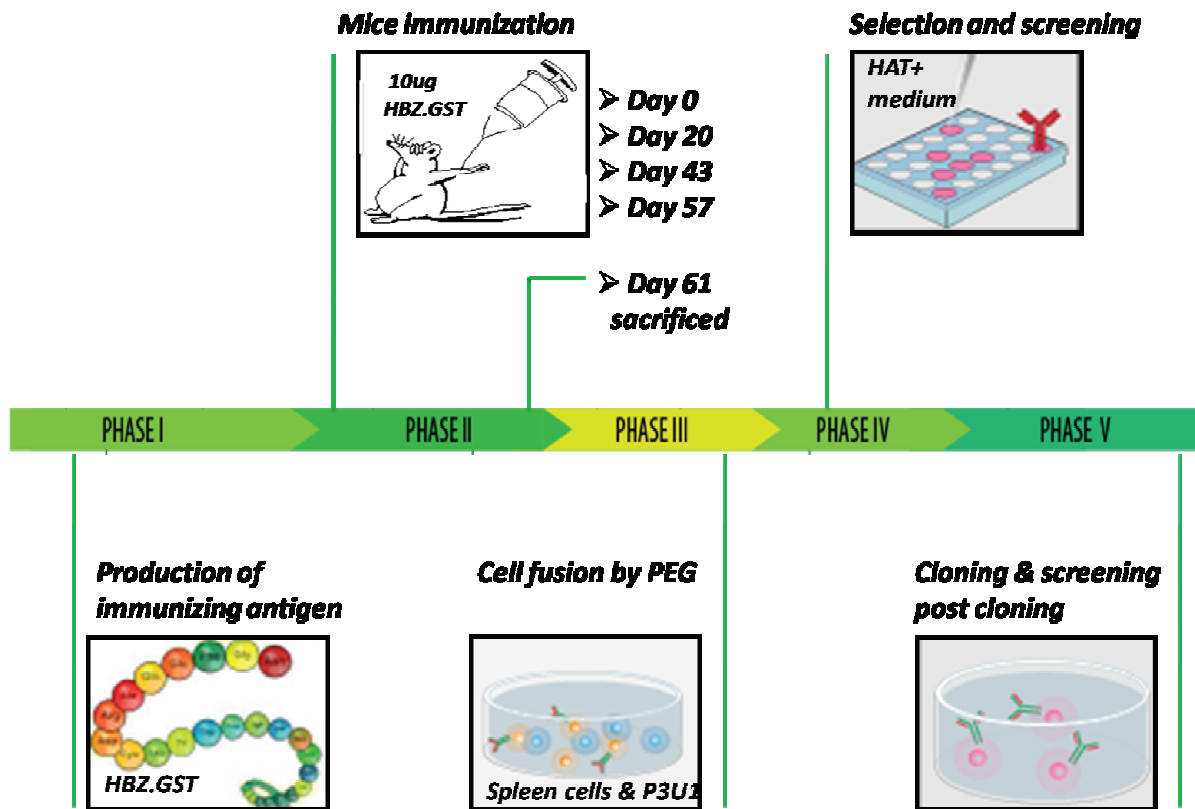 Mice immunization
10ug
HBZ.GST
➢ Day 0
➢ Day 20
➢ Day 43
➢ Day 57
➢ Day 61
sacrificed
Selection and screening
HAT+
medium
PHASE I
PHASE II
PHASE III
PHASE IV
PHASE V
Production of
immunizing antigen
HBZ.GST
Cell fusion by PEG
Spleen cells & P3U1
Cloning & screening
post cloning